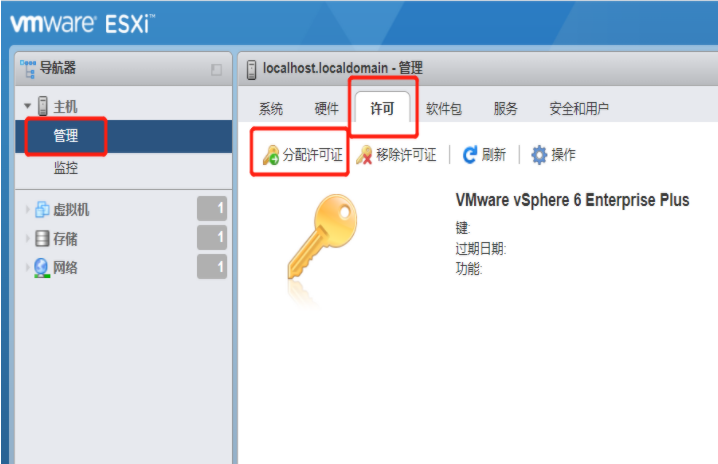 vmware ESXi™
导航器
localhost.localdomain - 管理
主机
管理
监控
虚拟机 1
存储 1
网络 1
系统 硬件 许可 软件包 服务 安全和用户
分配许可证 移除许可证 刷新 操作
VMware vSphere 6 Enterprise Plus
键:
过期日期:
功能: